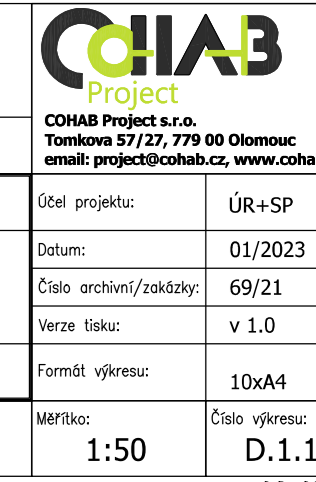 COHAB
Project
COHAB Project s.r.o.
Tomkova 57/27, 779 00 Olomouc
email: project@cohab.cz, www.coha
Účel projektu: ÚR+SP
Datum: 01/2023
Číslo archivní/zakázky: 69/21
Verze tisku: v 1.0
Formát výkresu: 10xA4
Měřítko: Číslo výkresu:
1:50 D.1.1